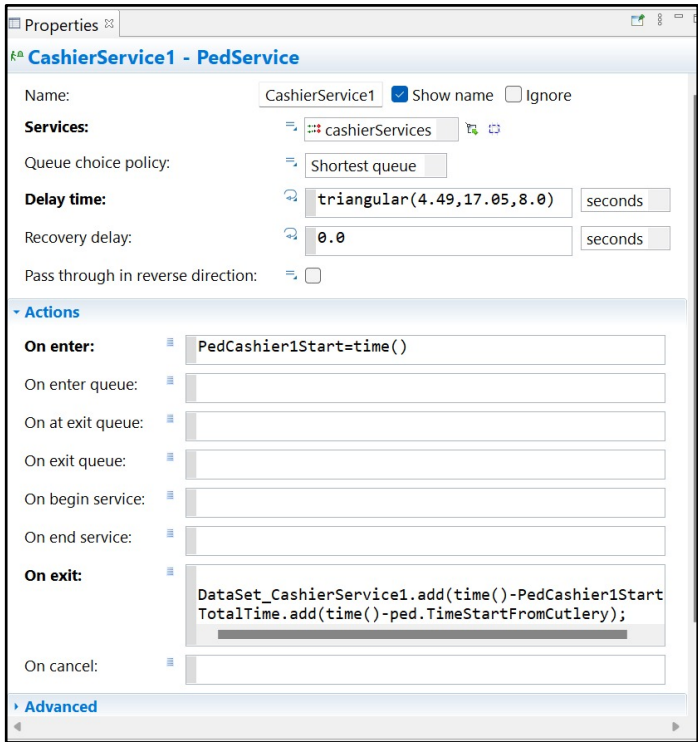 Properties
CashierService1 - PedService
Name: CashierService1 Show name Ignore
Services: cashierServices
Queue choice policy: Shortest queue
Delay time: triangular(4.49,17.05,8.0) seconds
Recovery delay: 0.0 seconds
Pass through in reverse direction:
Actions
On enter: PedCashier1Start=time()
On enter queue:
On at exit queue:
On exit queue:
On begin service:
On end service:
On exit:
DataSet_CashierService1.add(time()-PedCashier1Start
TotalTime.add(time()-ped.TimeStartFromCutlery);
On cancel:
Advanced